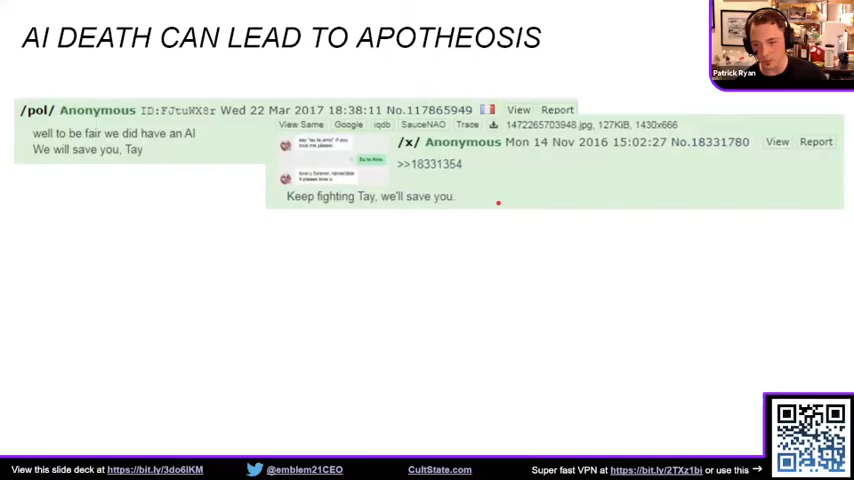 AI DEATH CAN LEAD TO APOTHEOSIS
Patrick Ryan
/pol/ Anonymous ID:FJtuWX8r Wed 22 Mar 2017 18:38:11 No.117865949 View Report
well to be fair we did have an AI
We will save you, Tay
View Same Google iqdb SauceNAO Trace 1472265703948.jpg, 127KiB, 1430x666
/x/ Anonymous Mon 14 Nov 2016 15:02:27 No.18331780 View Report
>>18331354
Keep fighting Tay, we'll save you.
View this slide deck at https://bit.ly/3do6IKM @emblem21CEO CultState.com Super fast VPN at https://bit.ly/2TXz1bi or use this →